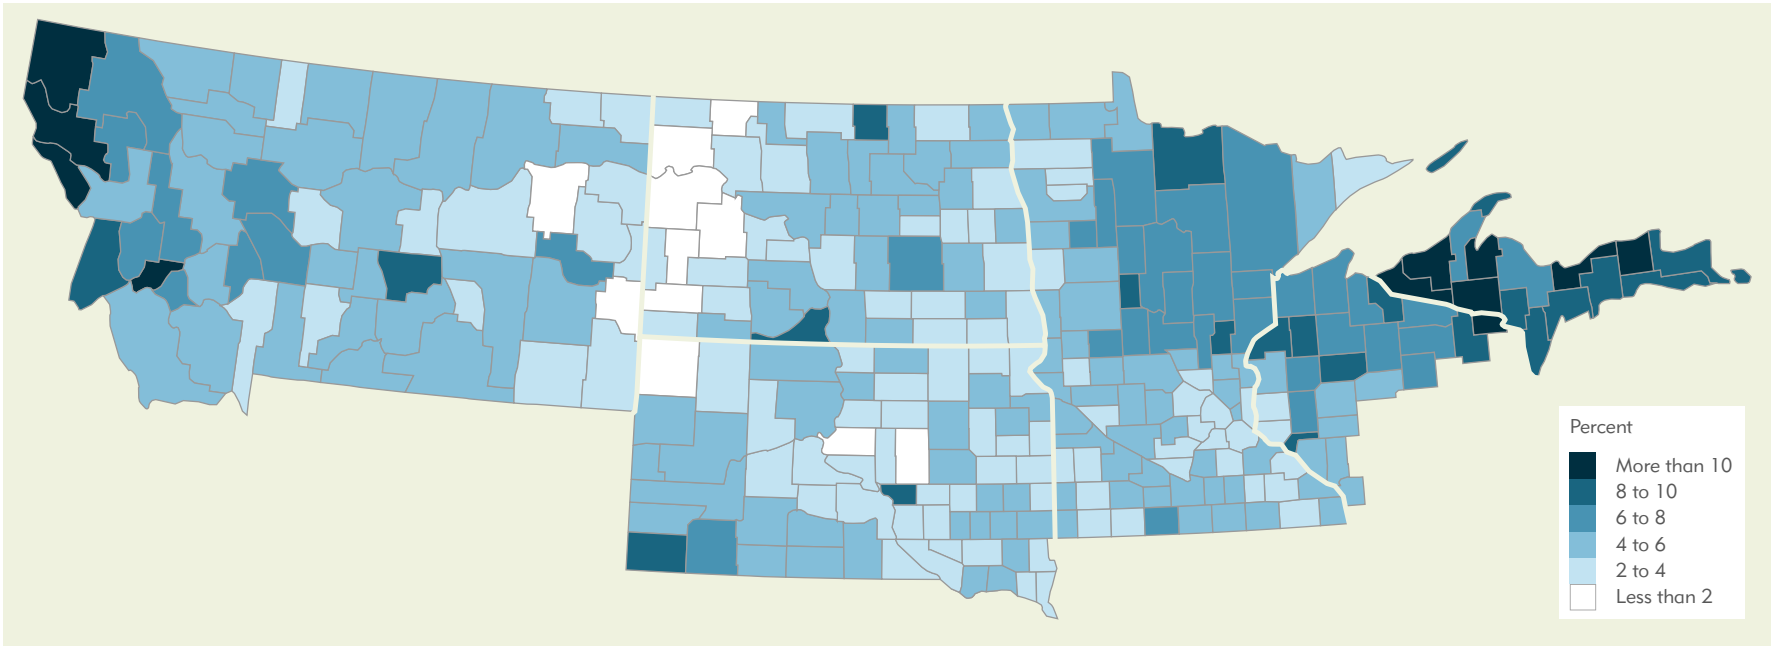 Percent
More than 10
8 to 10
6 to 8
4 to 6
2 to 4
Less than 2